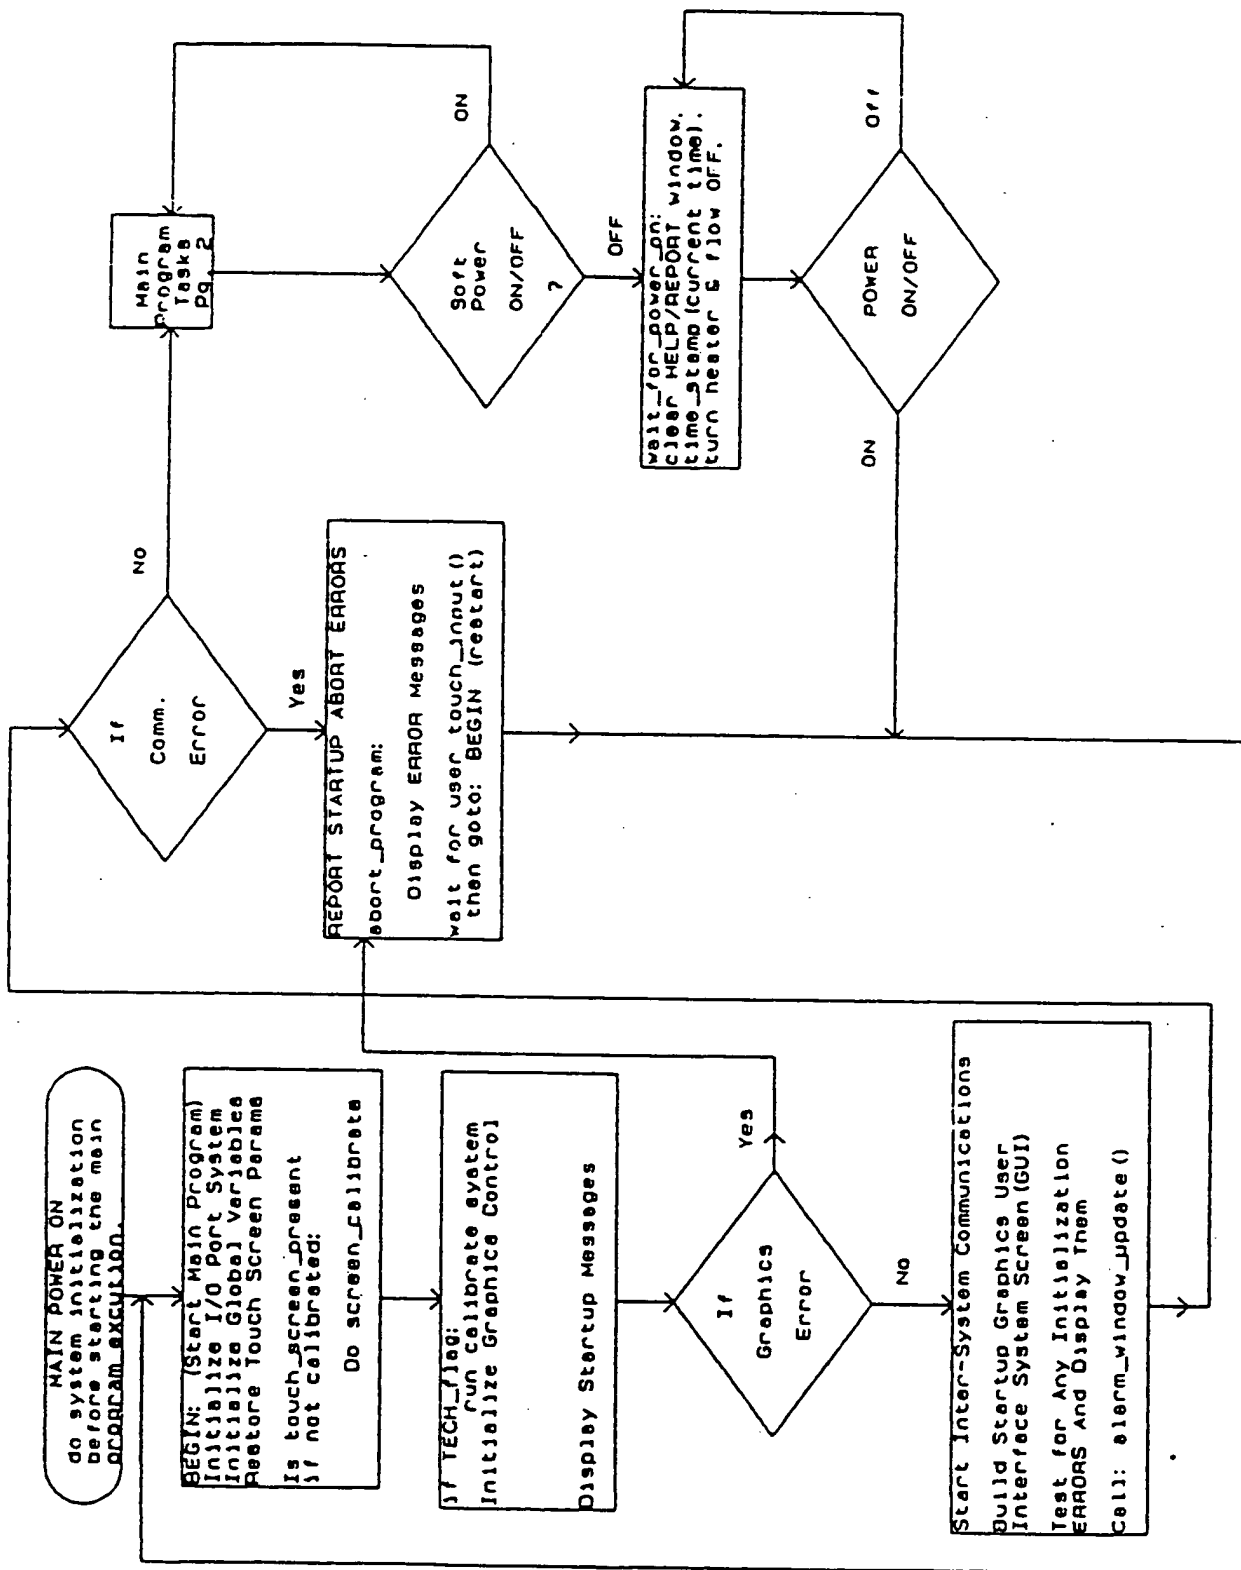 MAIN POWER ON
do system initialization
before starting the main
program excution.
BEGIN: (Start Main Program)
Initialize I/O Port System
Initialize Global Variables
Restore Touch Screen Params
Is touch_screen_present
if not calibrated:
Do screen_calibrate
if TECH_flag:
run Calibrate system
Initialize Graphics Control
Display Startup Messages
If
Graphics
Error
Yes
No
Start Inter-System Communications
Build Startup Graphics User
Interface System Screen (GUI)
Test for Any Initialization
ERRORS And Display Them
Call: alarm_window_update()
If
Comm.
Error
No
Yes
REPORT STARTUP ABORT ERRORS
abort_program:
Display ERROR Messages
wait for user touch_input()
then goto: BEGIN (restart)
Main
Program
Tasks
Pg 2
Soft
Power
ON/OFF
?
ON
OFF
wait_for_power_on:
clear HELP/REPORT window.
time_stamp(current time).
turn heater & flow OFF.
POWER
ON/OFF
Off
ON